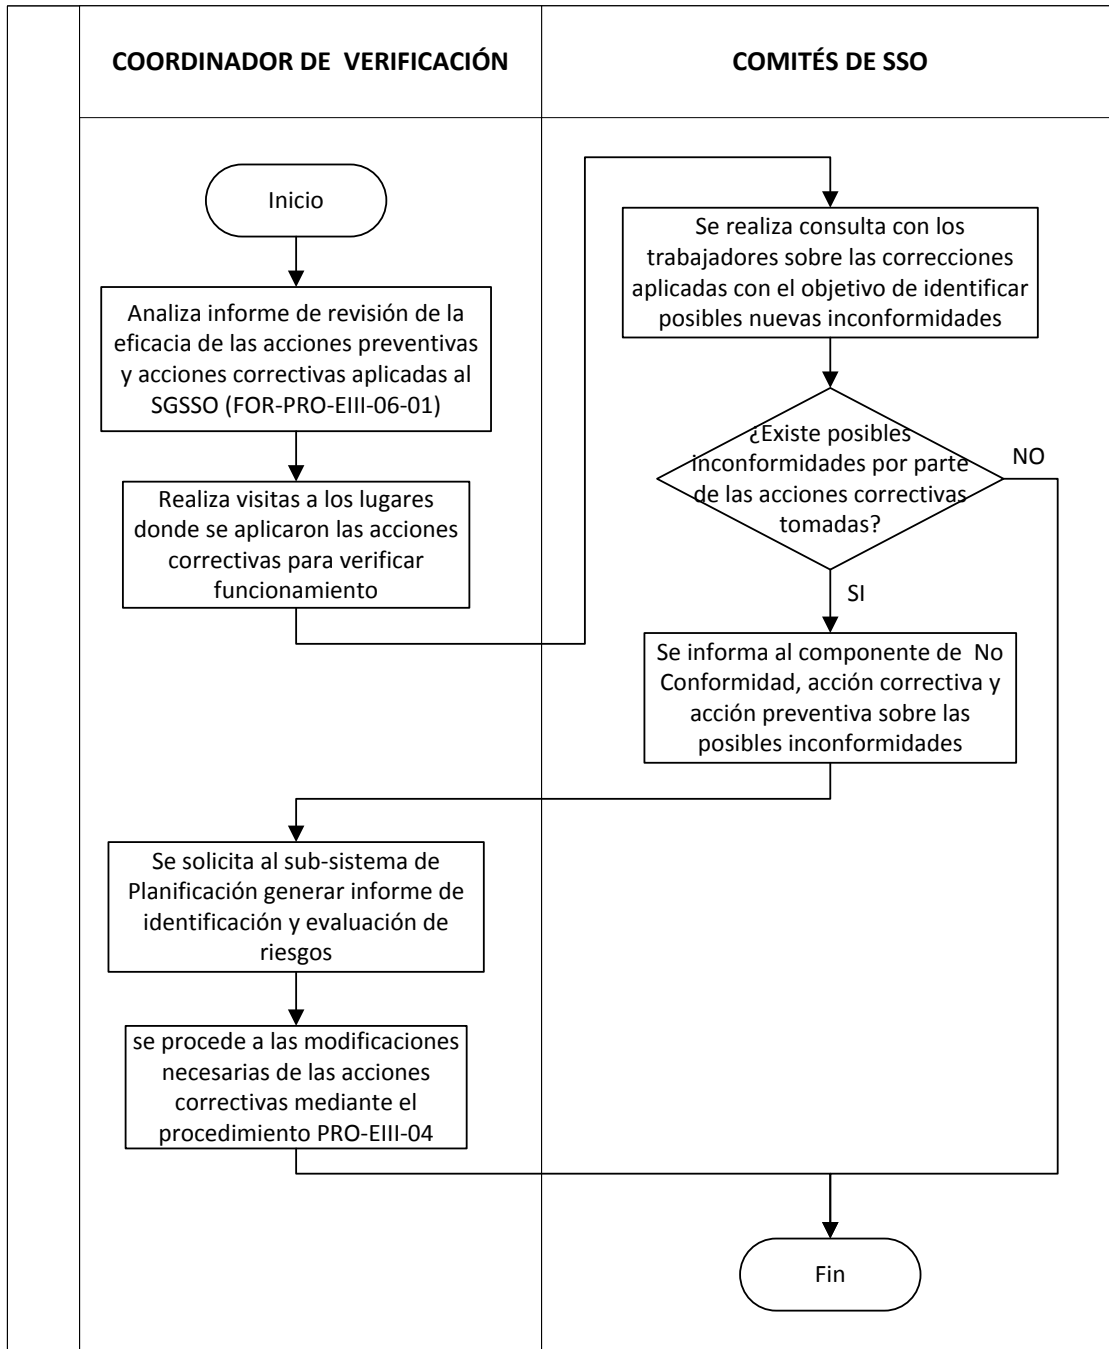 COORDINADOR DE  VERIFICACIÓN
COMITÉS DE SSO
Inicio
Analiza informe de revisión de la
eficacia de las acciones preventivas
y acciones correctivas aplicadas al
SGSSO (FOR-PRO-EIII-06-01)
Realiza visitas a los lugares
donde se aplicaron las acciones
correctivas para verificar
funcionamiento
Se realiza consulta con los
trabajadores sobre las correcciones
aplicadas con el objetivo de identificar
posibles nuevas inconformidades
¿Existe posibles
inconformidades por parte
de las acciones correctivas
tomadas?
NO
SI
Se informa al componente de  No
Conformidad, acción correctiva y
acción preventiva sobre las
posibles inconformidades
Se solicita al sub-sistema de
Planificación generar informe de
identificación y evaluación de
riesgos
se procede a las modificaciones
necesarias de las acciones
correctivas mediante el
procedimiento PRO-EIII-04
Fin